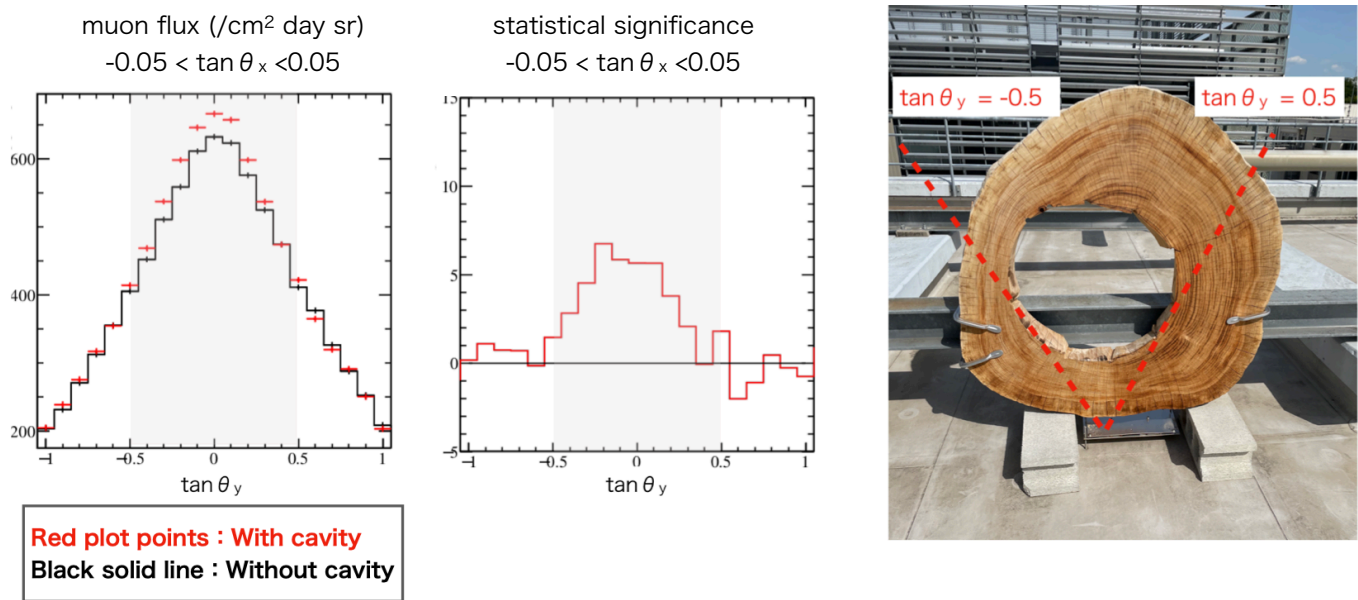 muon flux (/cm² day sr)
-0.05 < tan θ x <0.05
600
400
200
-1
-0.5
0
0.5
1
tan θ y
Red plot points : With cavity
Black solid line : Without cavity
statistical significance
-0.05 < tan θ x <0.05
10
5
0
-5
-1
-0.5
0
0.5
1
tan θ y
tan θ y = -0.5
tan θ y = 0.5